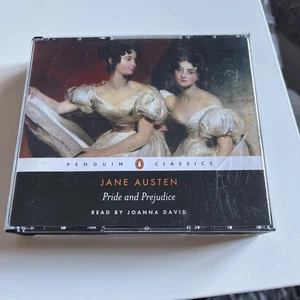 PENGUIN CLASSICS
JANE AUSTEN
Pride and Prejudice
READ BY JOANNA DAVID